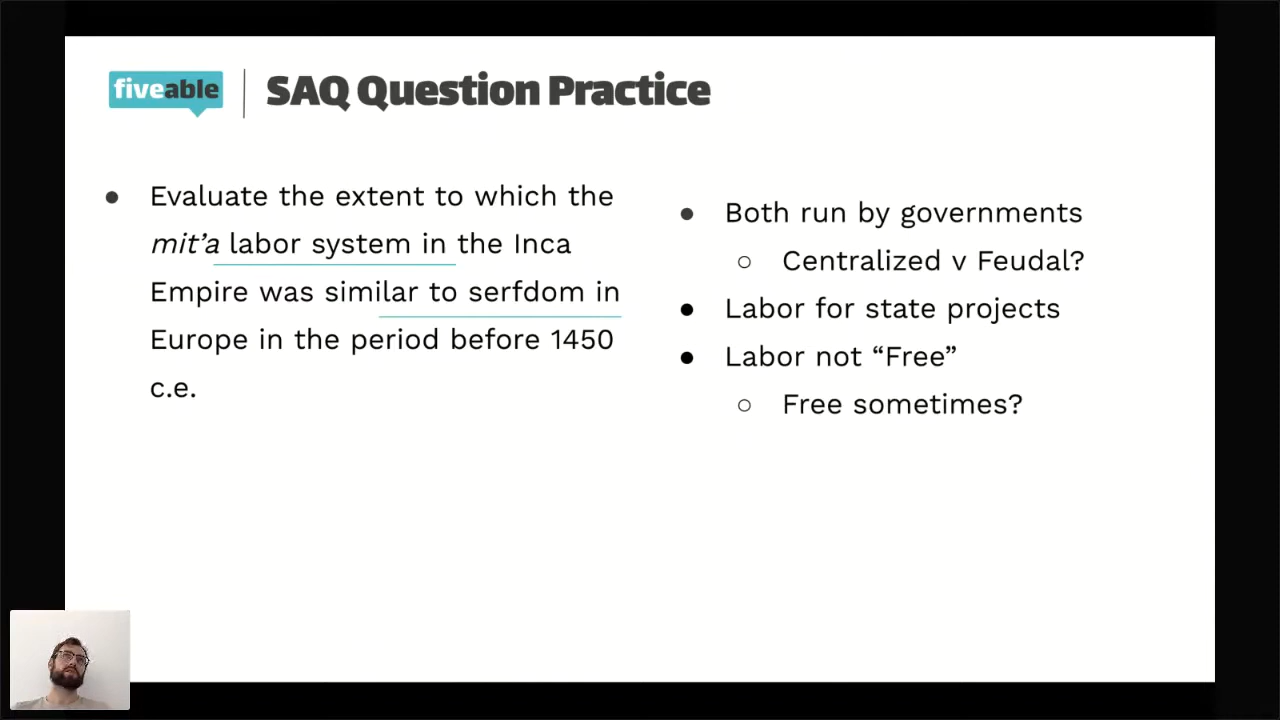 fiveable
SAQ Question Practice
● Evaluate the extent to which the
mit’a labor system in the Inca
Empire was similar to serfdom in
Europe in the period before 1450
c.e.
● Both run by governments
○ Centralized v Feudal?
● Labor for state projects
● Labor not “Free”
○ Free sometimes?